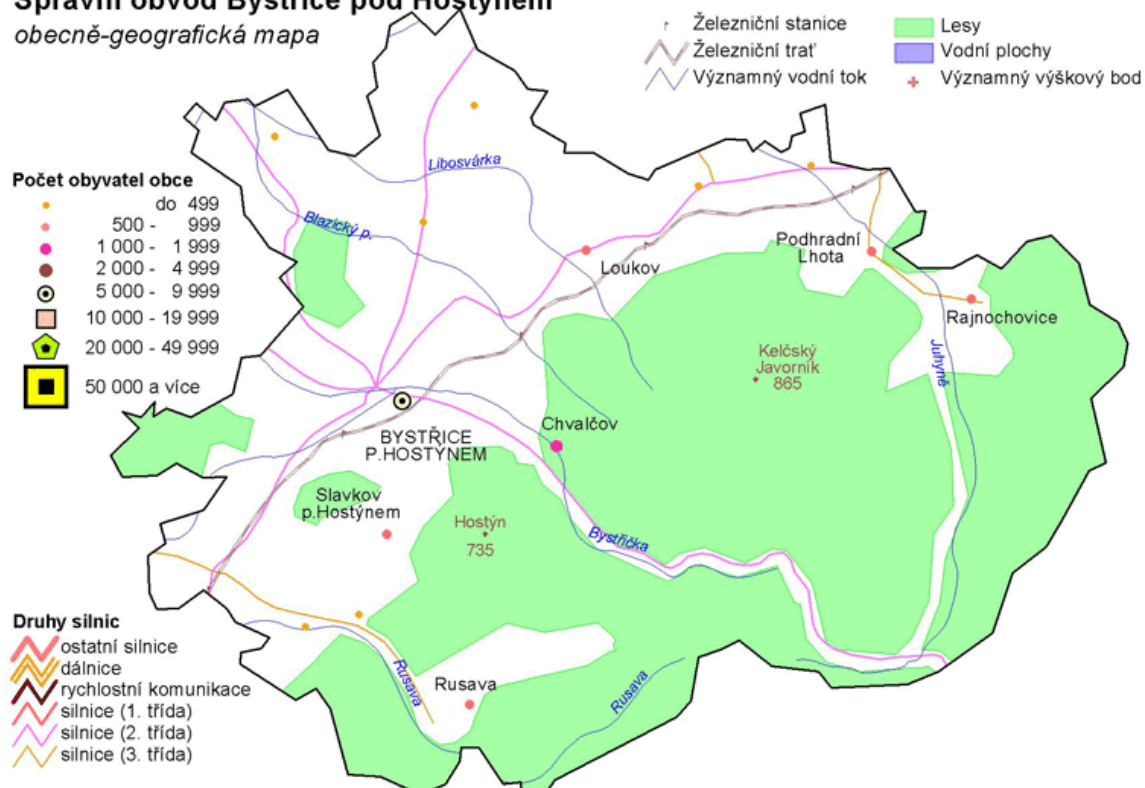 Správní obvod Bystřice pod Hostýnem
obecně-geografická mapa
Železniční stanice
Železniční trať
Významný vodní tok
Lesy
Vodní plochy
Významný výškový bod
Počet obyvatel obce
do 499
500 - 999
1 000 - 1 999
2 000 - 4 999
5 000 - 9 999
10 000 - 19 999
20 000 - 49 999
50 000 a více
Libosvárka
Blazický p.
Loukov
Podhradní
Lhota
Rajnochovice
Juhyně
Kelčský
Javorník
865
Chvalčov
BYSTŘICE
P.HOSTÝNEM
Slavkov
p.Hostýnem
Hostýn
735
Bystřička
Rusava
Rusava
Rusava
Druhy silnic
ostatní silnice
dálnice
rychlostní komunikace
silnice (1. třída)
silnice (2. třída)
silnice (3. třída)